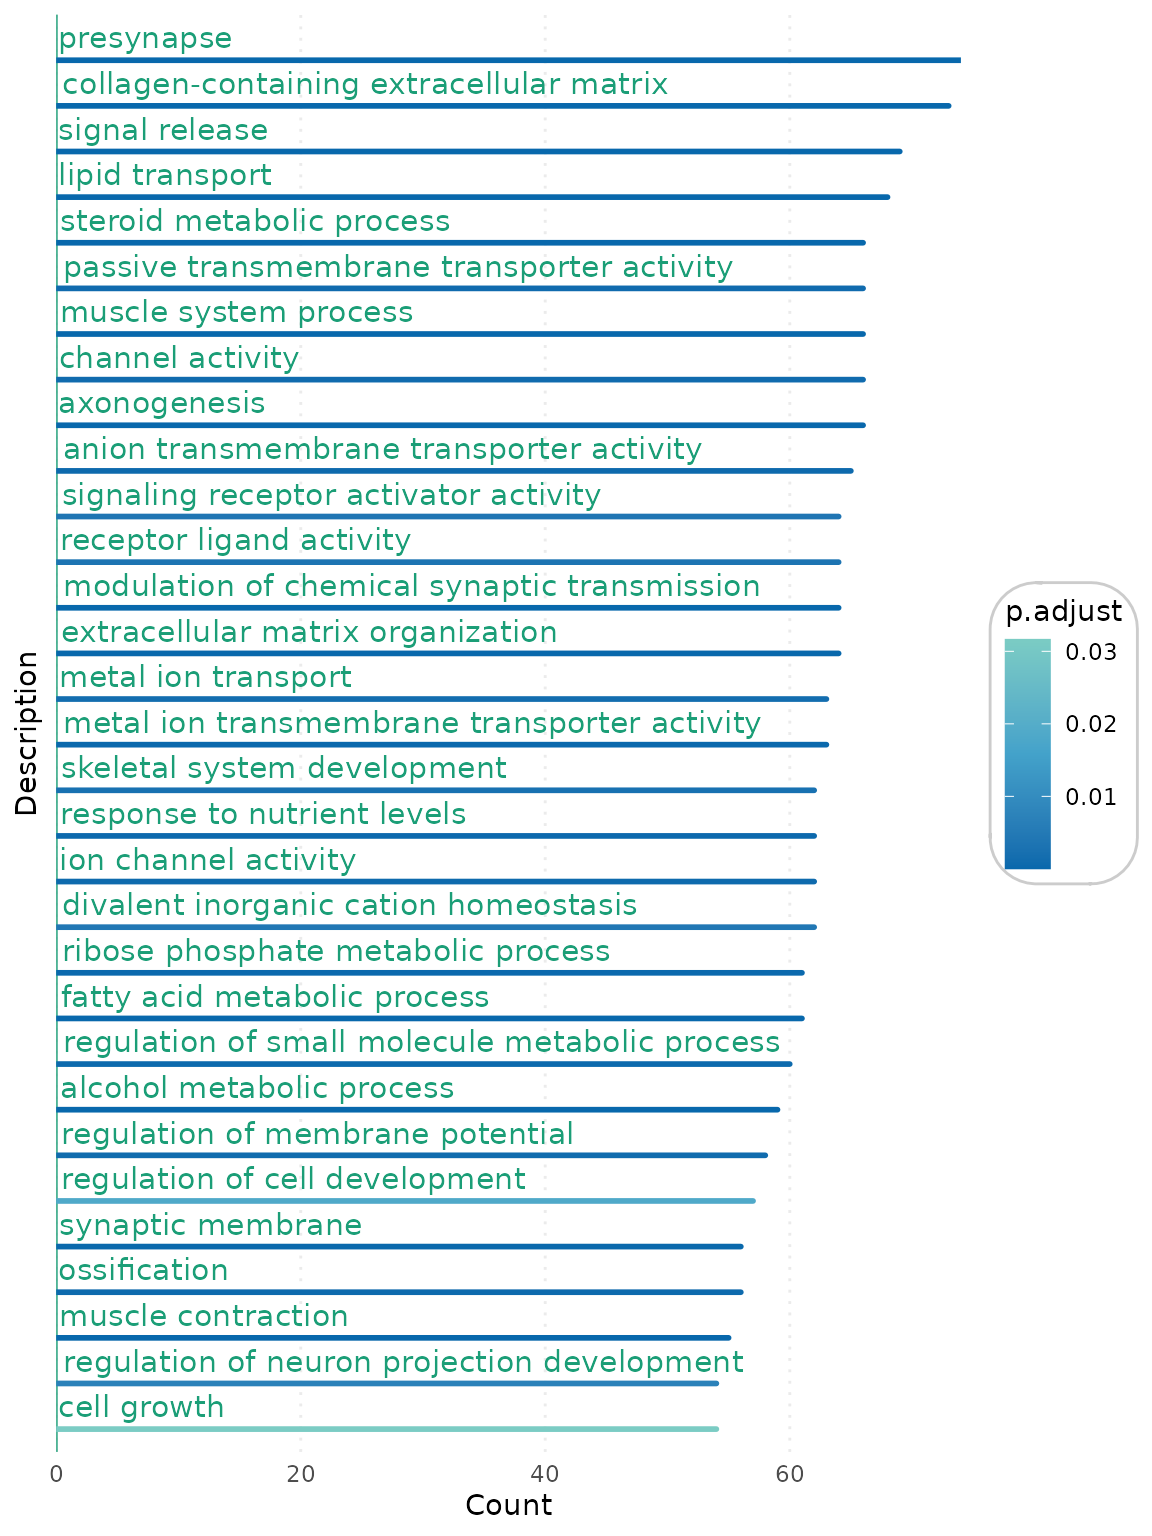 presynapse
collagen-containing extracellular matrix
signal release
lipid transport
steroid metabolic process
passive transmembrane transporter activity
muscle system process
channel activity
axonogenesis
anion transmembrane transporter activity
signaling receptor activator activity
receptor ligand activity
modulation of chemical synaptic transmission
extracellular matrix organization
metal ion transport
metal ion transmembrane transporter activity
skeletal system development
response to nutrient levels
ion channel activity
divalent inorganic cation homeostasis
ribose phosphate metabolic process
fatty acid metabolic process
regulation of small molecule metabolic process
alcohol metabolic process
regulation of membrane potential
regulation of cell development
synaptic membrane
ossification
muscle contraction
regulation of neuron projection development
cell growth
0 20 40 60
Count
Description
p.adjust
0.03
0.02
0.01